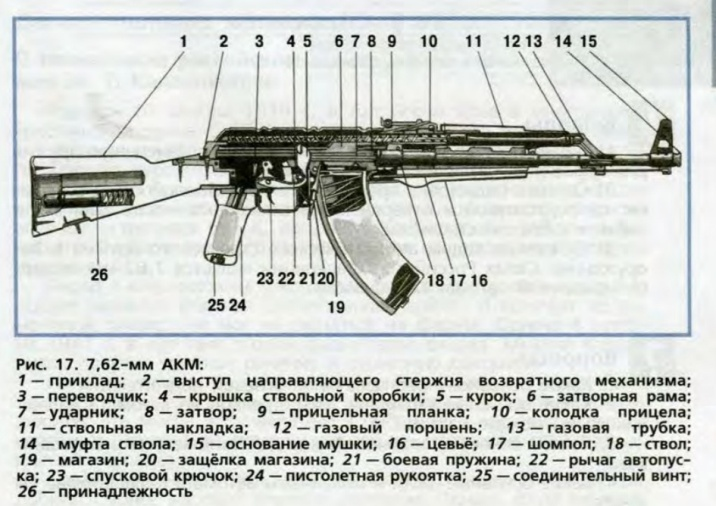 1 2 3 4 5 6 7 8 9 10 11 12 13 14 15
26 23 22 21 20 18 17 16
25 24 19
Рис. 17. 7,62-мм АКМ:
1 — приклад; 2 — выступ направляющего стержня возвратного механизма;
3 — переводчик; 4 — крышка ствольной коробки; 5 — курок; 6 — затворная рама;
7 — ударник; 8 — затвор; 9 — прицельная планка; 10 — колодка прицела;
11 — ствольная накладка; 12 — газовый поршень; 13 — газовая трубка;
14 — муфта ствола; 15 — основание мушки; 16 — цевьё; 17 — шомпол; 18 — ствол;
19 — магазин; 20 — защёлка магазина; 21 — боевая пружина; 22 — рычаг автопус-
ка; 23 — спусковой крючок; 24 — пистолетная рукоятка; 25 — соединительный винт;
26 — принадлежность